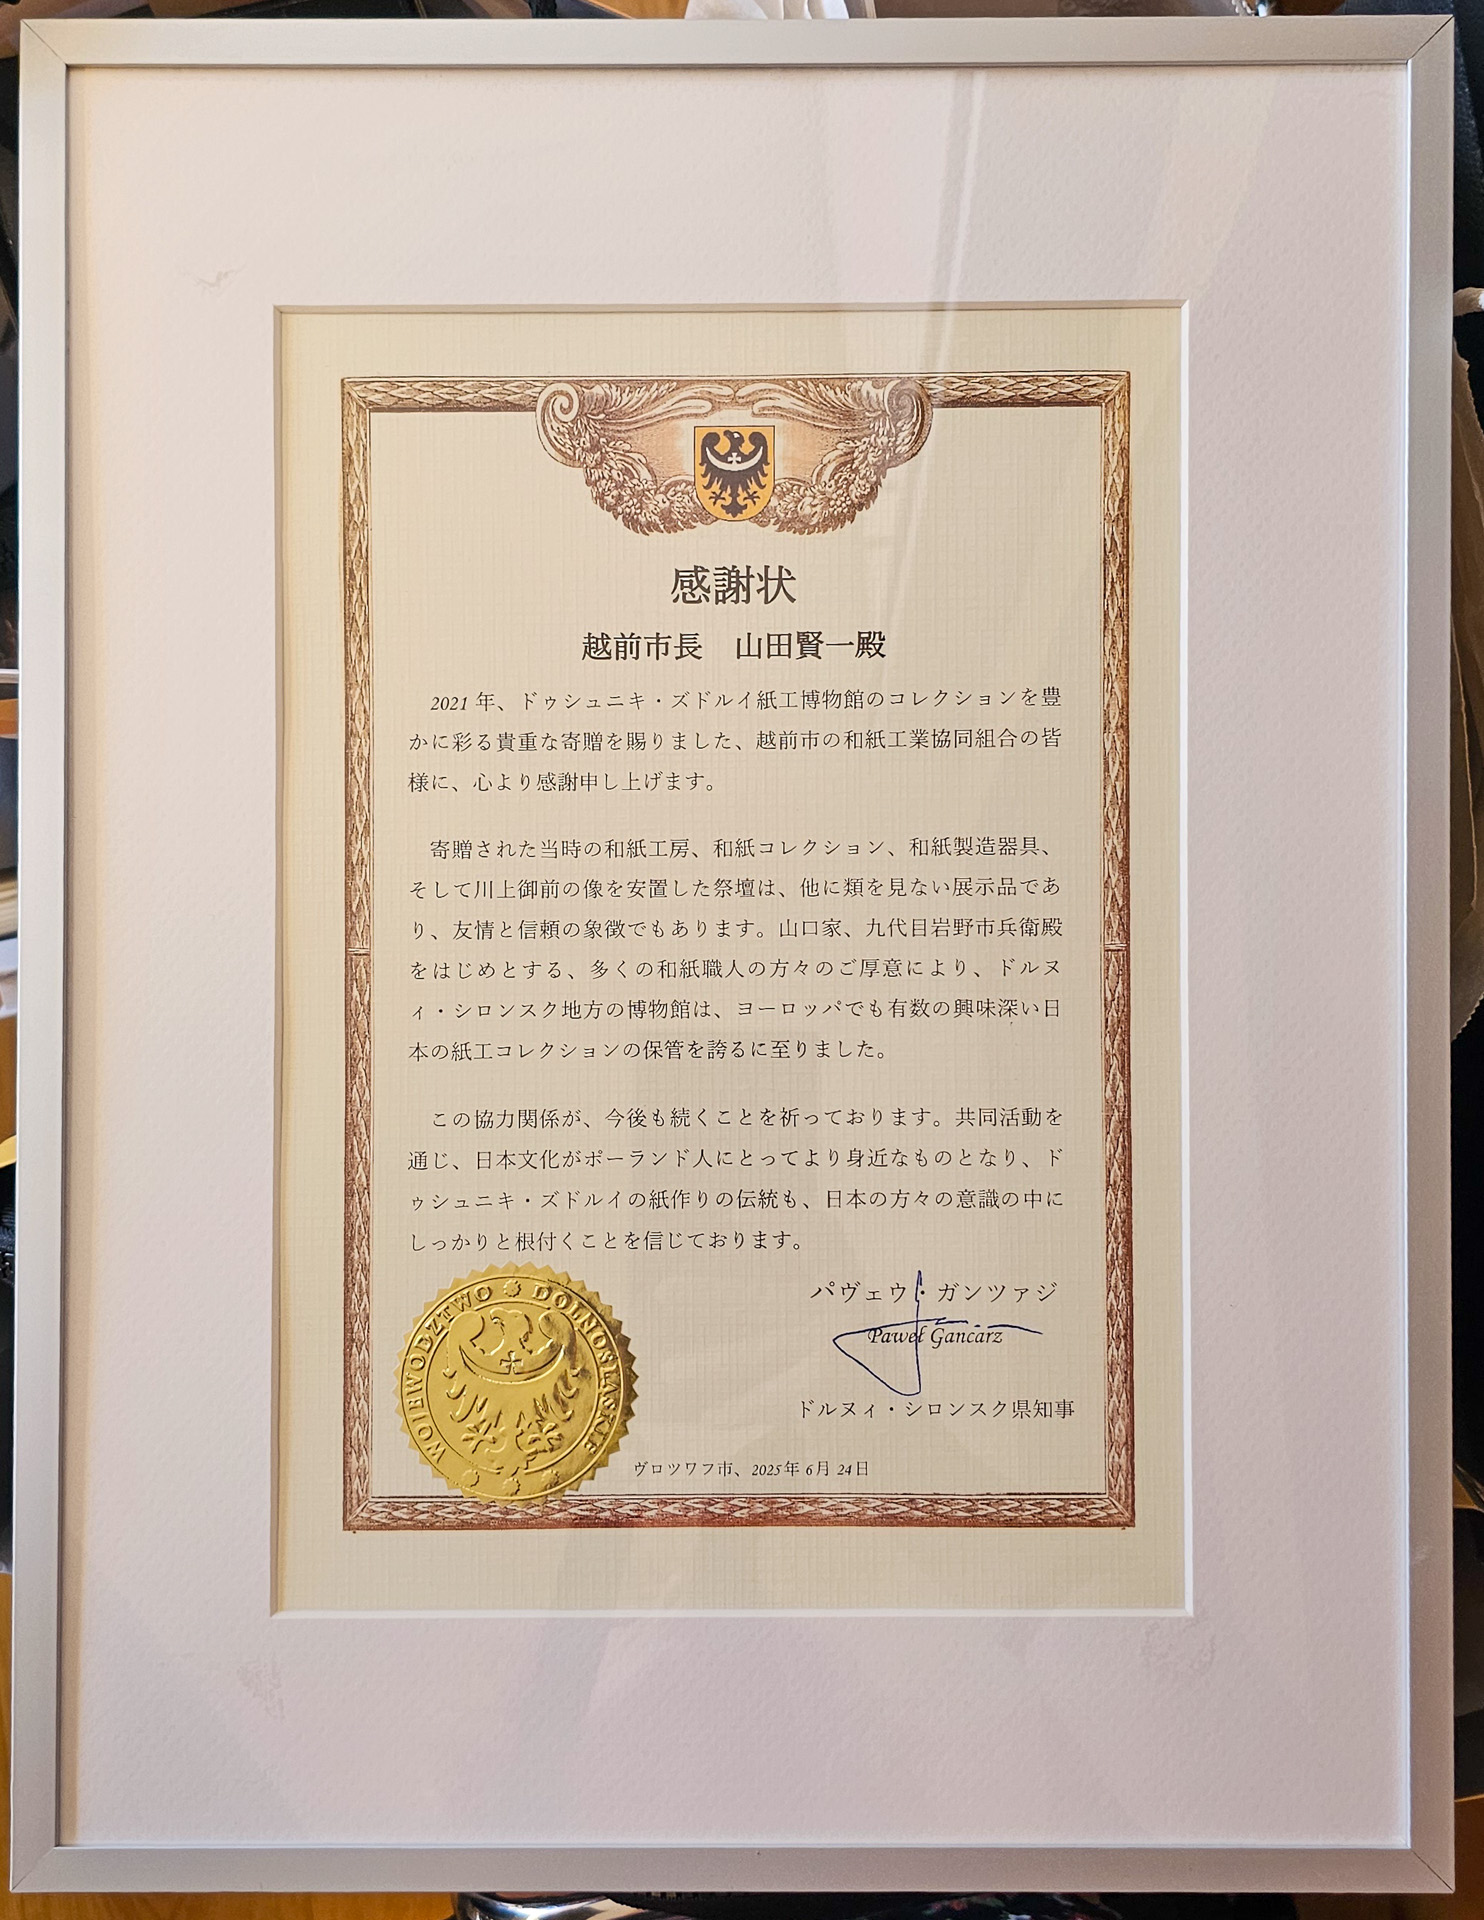 感謝状
越前市長　山田賢一殿
2021 年、ドゥシュニキ・ズドルイ紙工博物館のコレクションを豊
かに彩る貴重な寄贈を賜りました、越前市の和紙工業協同組合の皆
様に、心より感謝申し上げます。
寄贈された当時の和紙工房、和紙コレクション、和紙製造器具、
そして川上御前の像を安置した祭壇は、他に類を見ない展示品であ
り、友情と信頼の象徴でもあります。山口家、九代目岩野市兵衛殿
をはじめとする、多くの和紙職人の方々のご厚意により、ドルヌ
ィ・シロンスク地方の博物館は、ヨーロッパでも有数の興味深い日
本の紙工コレクションの保管を誇るに至りました。
この協力関係が、今後も続くことを祈っております。共同活動を
通じ、日本文化がポーランド人にとってより身近なものとなり、ド
ゥシュニキ・ズドルイの紙作りの伝統も、日本の方々の意識の中に
しっかりと根付くことを信じております。
パヴェウ・ガンツァジ
Paweł Gancarz
ドルヌィ・シロンスク県知事
ヴロツワフ市、2025年 6月 24日
WOJEWODZTWO DOLNOŚLĄSKIE